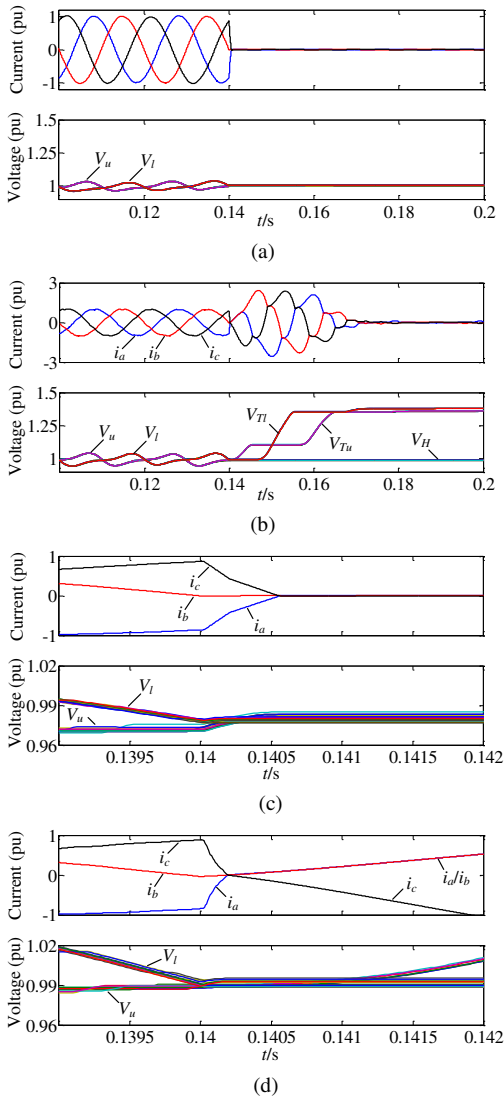 Current (pu)
1
0
-1
Voltage (pu)
1.5
1.25
1
V_u
V_l
0.12
0.14
0.16
0.18
0.2
t/s
(a)
Current (pu)
3
0
-3
i_a
i_b
i_c
Voltage (pu)
1.5
1.25
1
V_u
V_l
V_Tl
V_Tu
V_H
0.12
0.14
0.16
0.18
0.2
t/s
(b)
Current (pu)
1
0
-1
i_c
i_b
i_a
Voltage (pu)
1.02
0.99
0.96
V_l
V_u
0.1395
0.14
0.1405
0.141
0.1415
0.142
t/s
(c)
Current (pu)
1
0
-1
i_c
i_b
i_a
i_c
i_a/i_b
Voltage (pu)
1.02
0.99
0.96
V_l
V_u
0.1395
0.14
0.1405
0.141
0.1415
0.142
t/s
(d)